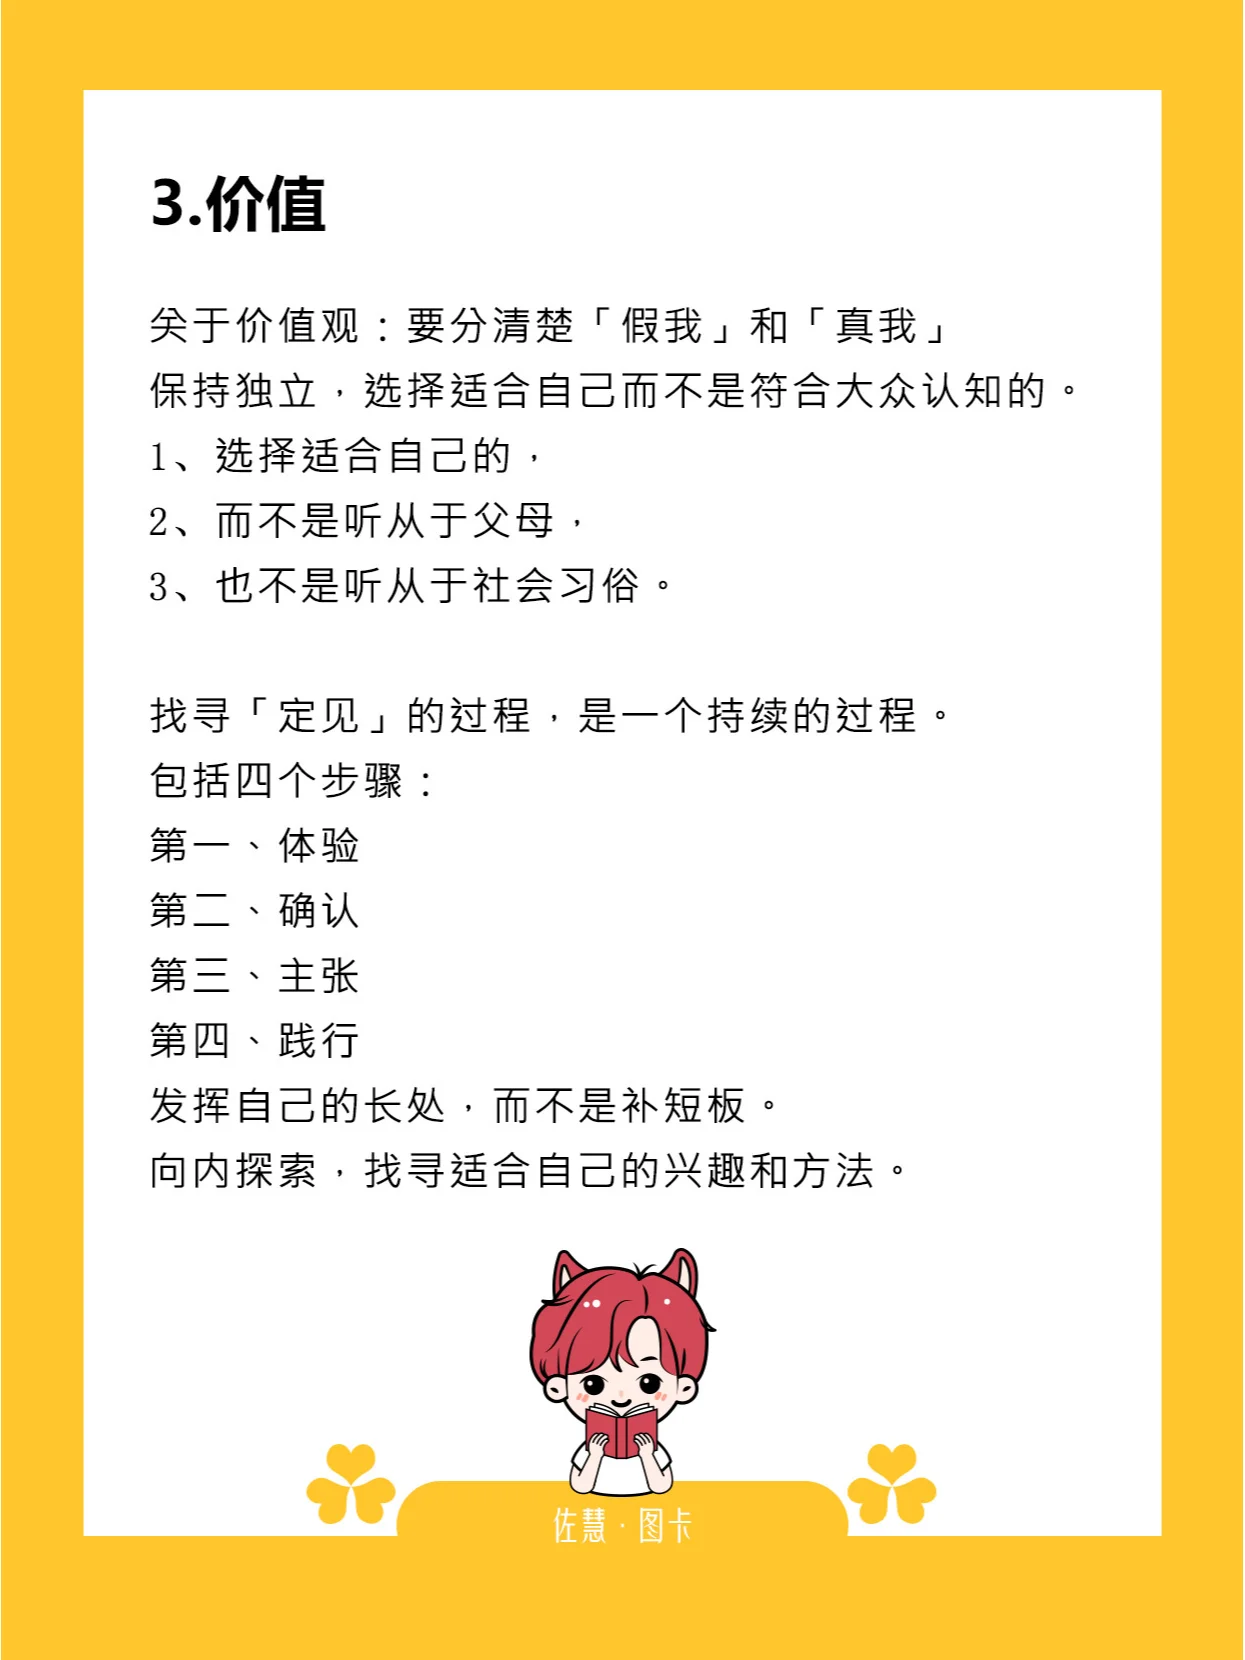 3.价值
关于价值观：要分清楚「假我」和「真我」
保持独立，选择适合自己而不是符合大众认知的。
1、选择适合自己的，
2、而不是听从于父母，
3、也不是听从于社会习俗。
找寻「定见」的过程，是一个持续的过程。
包括四个步骤：
第一、体验
第二、确认
第三、主张
第四、践行
发挥自己的长处，而不是补短板。
向内探索，找寻适合自己的兴趣和方法。
佐慧·图卡